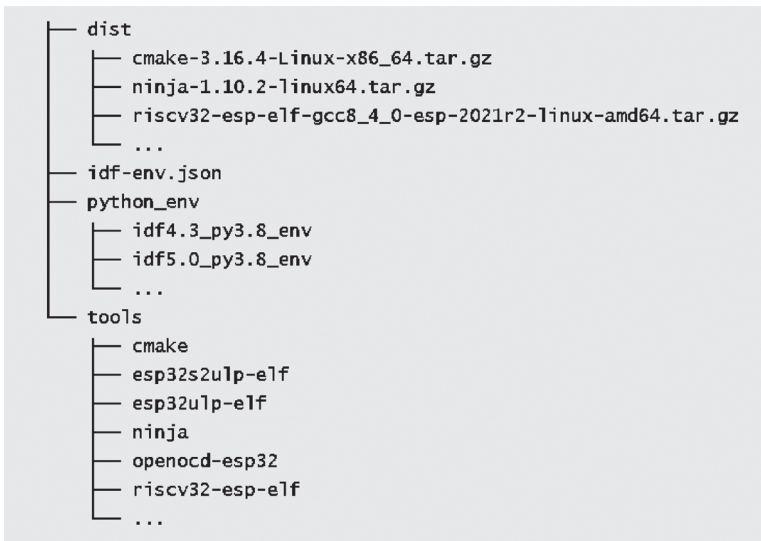 dist
cmake-3.16.4-Linux-x86_64.tar.gz
ninja-1.10.2-linux64.tar.gz
riscv32-esp-elf-gcc8_4_0-esp-2021r2-linux-amd64.tar.gz
...
idf-env.json
python_env
idf4.3_py3.8_env
idf5.0_py3.8_env
...
tools
cmake
esp32s2ulp-elf
esp32ulp-elf
ninja
openocd-esp32
riscv32-esp-elf
...